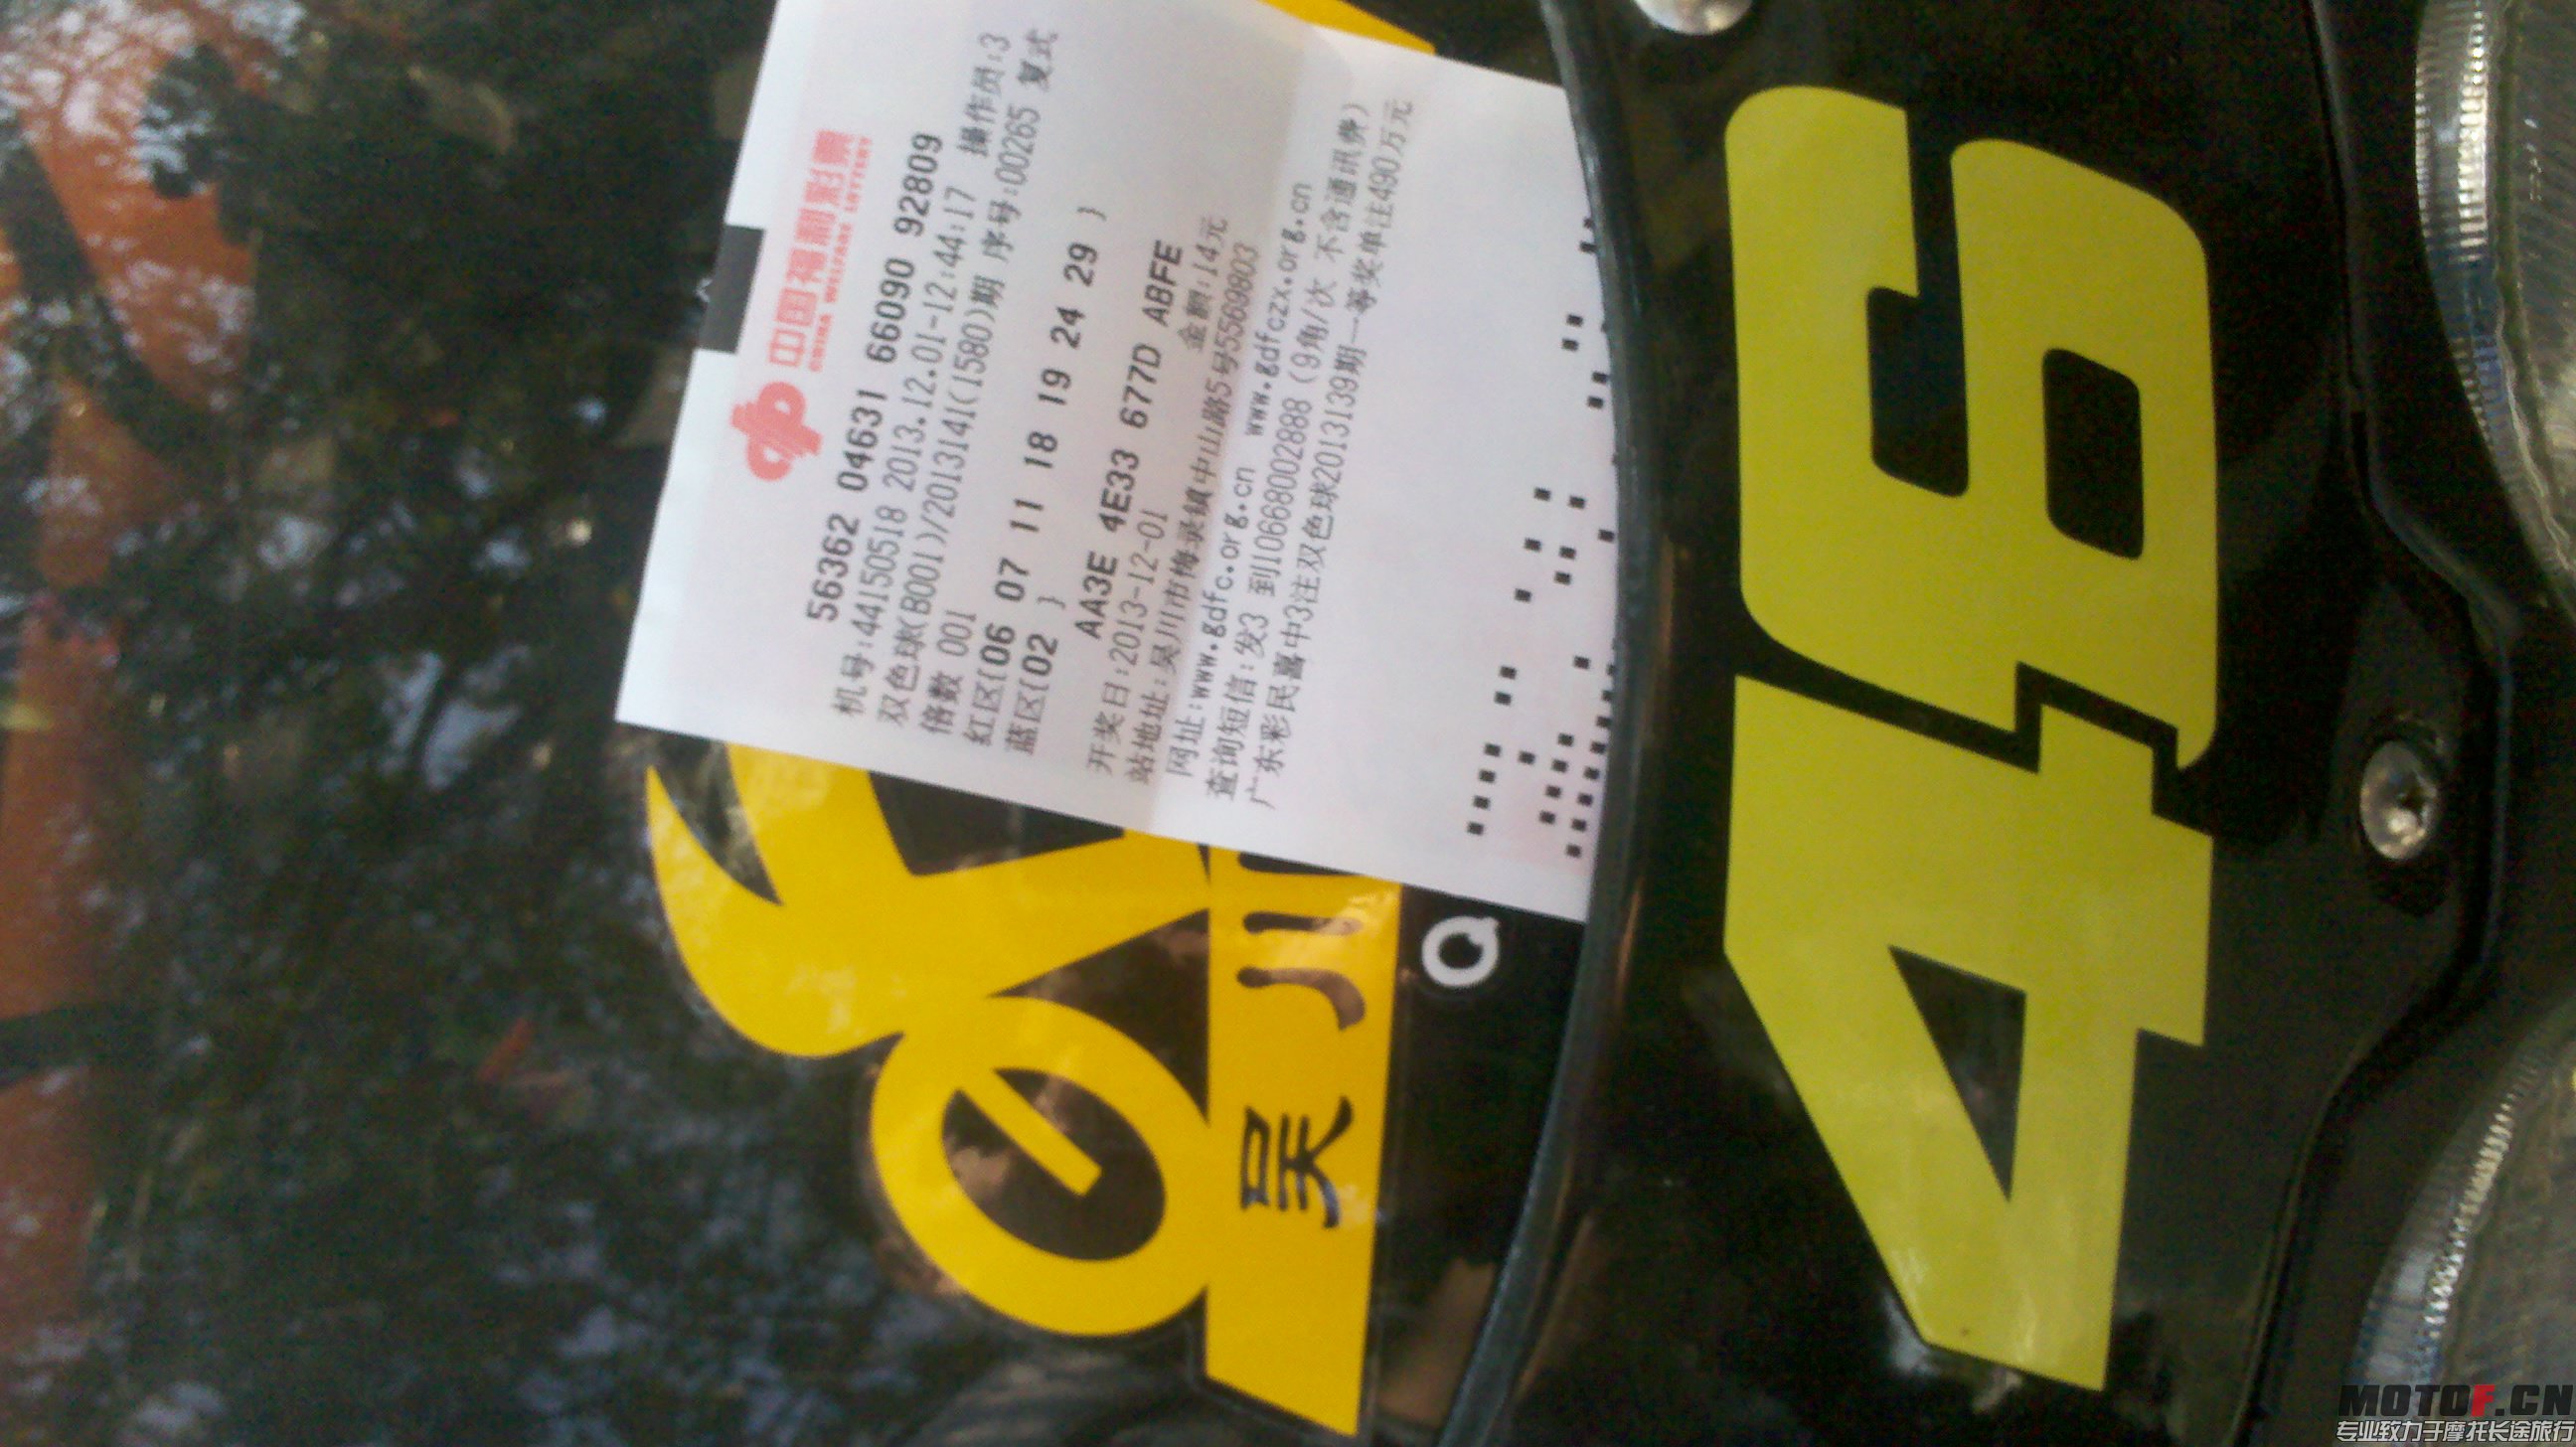 中国福利彩票
CHINA WELFARE LOTTERY
56362 04631 66090 92809
机号:44150518 2013.12.01-12:44:17 操作员:3
双色球(B001)/2013141(1580)期 序号:00265 复式
倍数 001
红区(06 07 11 18 19 24 29 )
蓝区(02 )
AA3E 4E33 677D A8FE
开奖日:2013-12-01 金额:14元
站地址:吴川市梅录镇中山路5号5569803
网址:www.gdfc.org.cn www.gdfczx.org.cn
查询短信:发3 到106680002888 (9角/次 不含通讯费)
广东彩民喜中3注双色球2013139期一等奖单注490万元
吴川
Q
46
MOTOF.CN
专业致力于摩托长途旅行